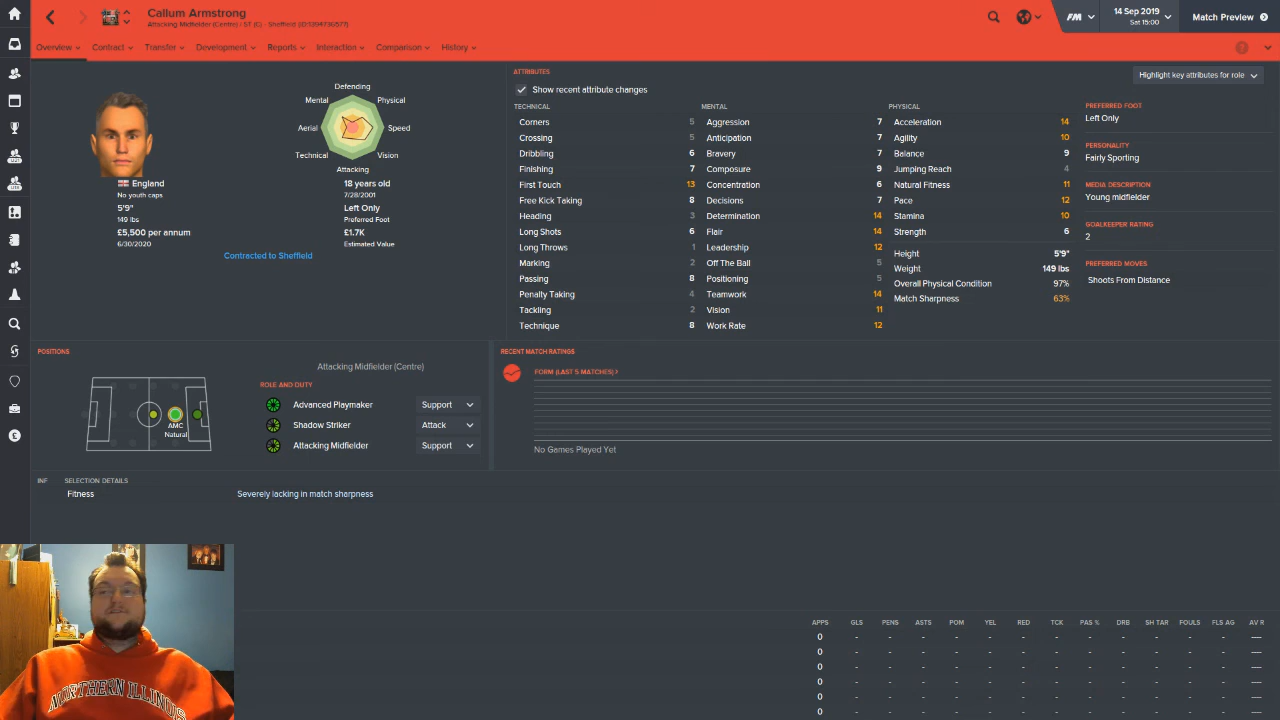 Callum Armstrong
Attacking Midfielder (Centre) / ST (C) - Sheffield (ID:1394736577)
FM
14 Sep 2019
Sat 15:00
Match Preview
Overview
Contract
Transfer
Development
Reports
Interaction
Comparison
History
England
No youth caps
5'9"
149 lbs
£5,500 per annum
6/30/2020
Defending
Mental
Physical
Aerial
Speed
Technical
Vision
Attacking
18 years old
7/28/2001
Left Only
Preferred Foot
£1.7K
Estimated Value
Contracted to Sheffield
ATTRIBUTES
Highlight key attributes for role
Show recent attribute changes
TECHNICAL
Corners 5
Crossing 5
Dribbling 6
Finishing 7
First Touch 13
Free Kick Taking 8
Heading 3
Long Shots 6
Long Throws 1
Marking 2
Passing 8
Penalty Taking 4
Tackling 2
Technique 8
MENTAL
Aggression 7
Anticipation 7
Bravery 7
Composure 9
Concentration 6
Decisions 7
Determination 14
Flair 14
Leadership 12
Off The Ball 5
Positioning 5
Teamwork 14
Vision 11
Work Rate 12
PHYSICAL
Acceleration 14
Agility 10
Balance 9
Jumping Reach 4
Natural Fitness 11
Pace 12
Stamina 10
Strength 6
Height 5'9"
Weight 149 lbs
Overall Physical Condition 97%
Match Sharpness 63%
PREFERRED FOOT
Left Only
PERSONALITY
Fairly Sporting
MEDIA DESCRIPTION
Young midfielder
GOALKEEPER RATING
2
PREFERRED MOVES
Shoots From Distance
POSITIONS
Attacking Midfielder (Centre)
AMC
Natural
ROLE AND DUTY
Advanced Playmaker Support
Shadow Striker Attack
Attacking Midfielder Support
RECENT MATCH RATINGS
FORM (LAST 5 MATCHES) >
No Games Played Yet
INF SELECTION DETAILS
Fitness Severely lacking in match sharpness
APPS GLS PENS ASTS POM YEL RED TCK PAS % DRB SH TAR FOULS FLS AG AV R
0 - - - - - - - - - - - - ---
0 - - - - - - - - - - - - ---
0 - - - - - - - - - - - - ---
0 - - - - - - - - - - - - ---
0 - - - - - - - - - - - - ---
0 - - - - - - - - - - - - ---
NORTHERN ILLINOIS